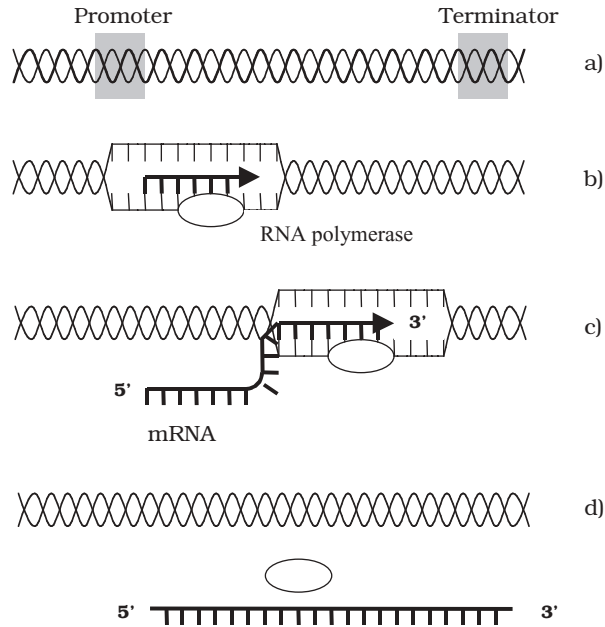 Promoter Terminator
a)
b)
RNA polymerase
c)
3’
5’
mRNA
d)
5’ 3’